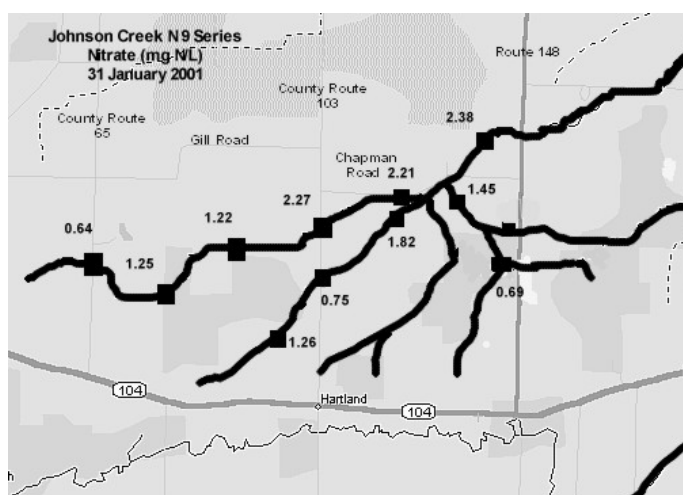 Johnson Creek N9 Series
Nitrate (mg-N/L)
31 January 2001
Route 148
County Route
103
County Route
65
2.38
Gill Road
Chapman
Road
2.21
1.45
2.27
1.22
0.64
1.82
1.25
0.75
0.69
1.26
104
Hartland
104
h